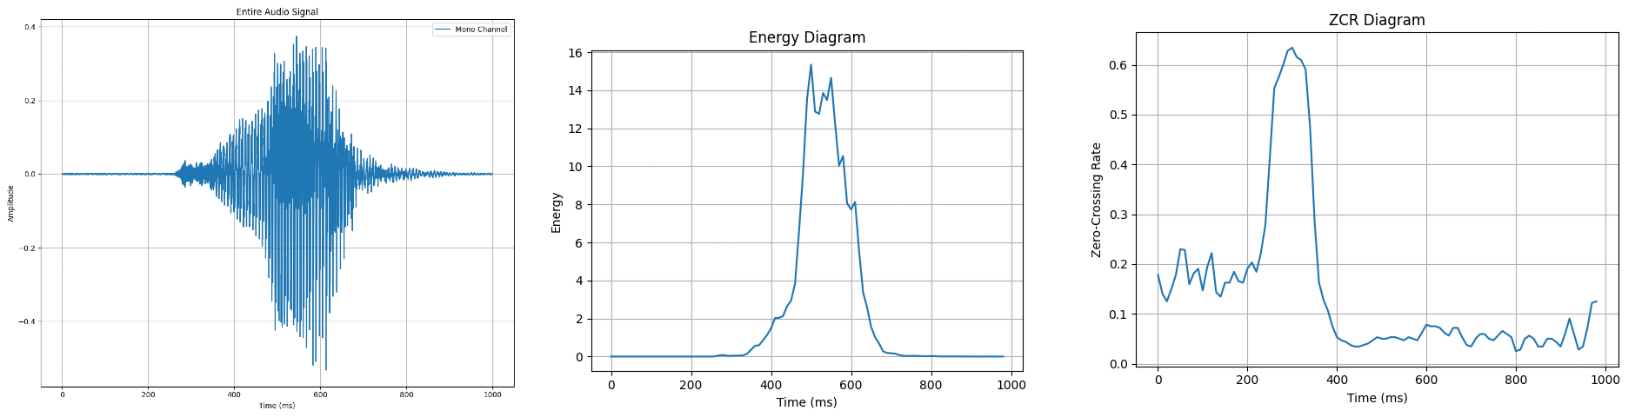 Entire Audio Signal
Mono Channel
0.4
0.2
0.0
−0.2
−0.4
Amplitude
0 200 400 600 800 1000
Time (ms)
Energy Diagram
16
14
12
10
8
6
4
2
0
Energy
0 200 400 600 800 1000
Time (ms)
ZCR Diagram
0.6
0.5
0.4
0.3
0.2
0.1
0.0
Zero-Crossing Rate
0 200 400 600 800 1000
Time (ms)